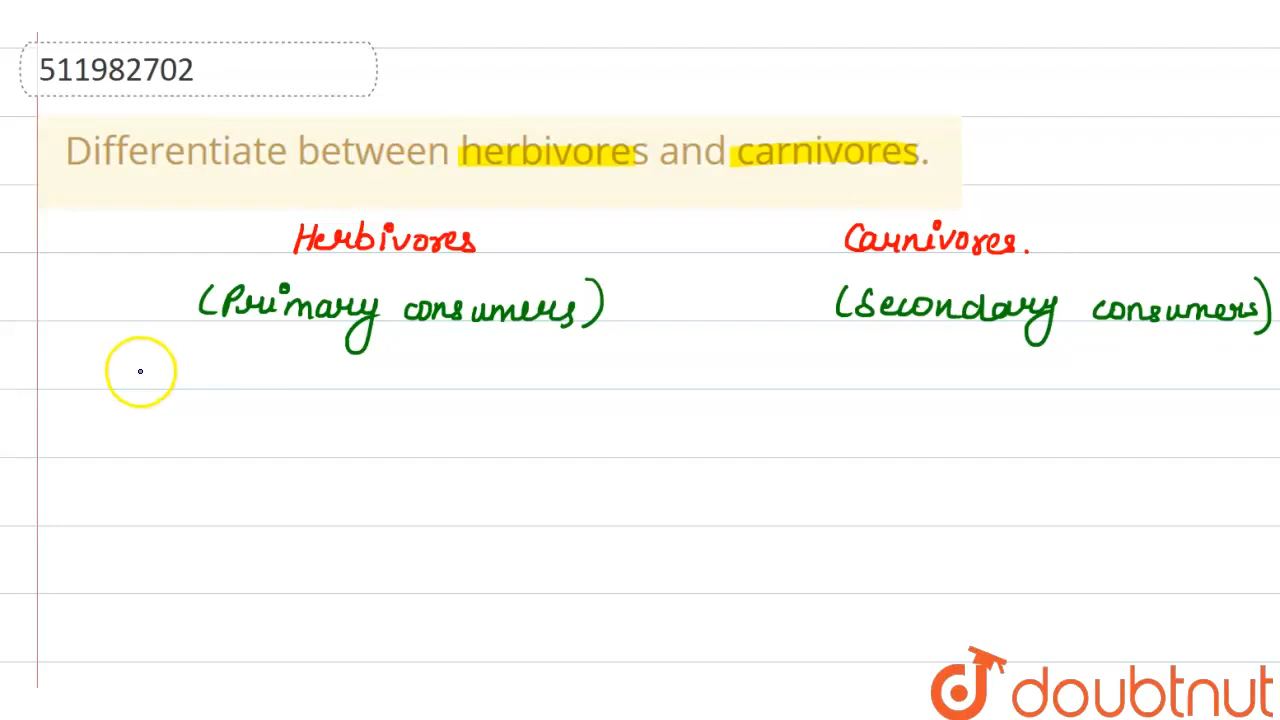 511982702
Differentiate between herbivores and carnivores.
Herbivores Carnivores.
(Primary consumers) (Secondary consumers)
doubtnut